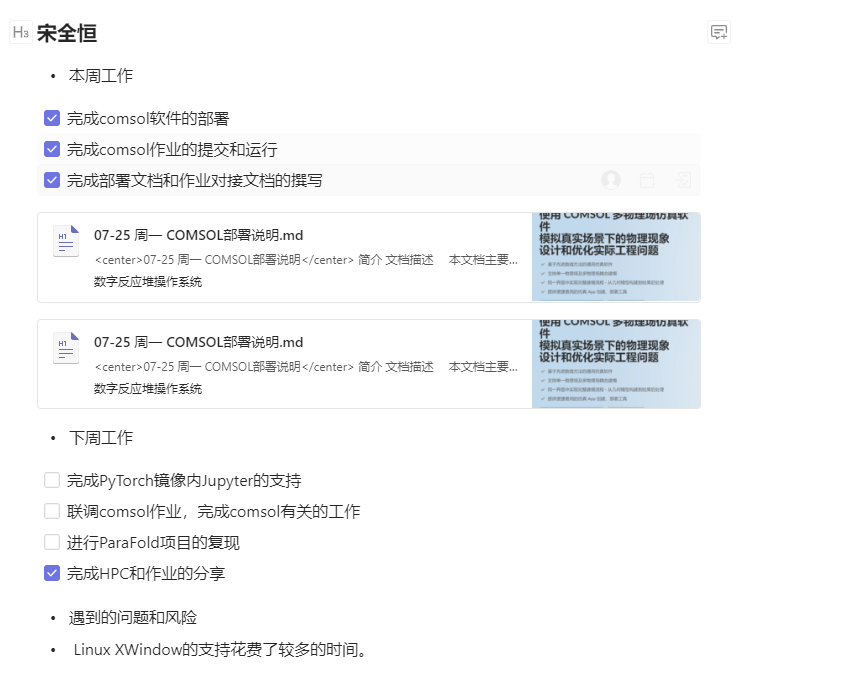 H3 宋全恒
• 本周工作
完成comsol软件的部署
完成comsol作业的提交和运行
完成部署文档和作业对接文档的撰写
H1
07-25 周一 COMSOL部署说明.md
<center>07-25 周一 COMSOL部署说明</center> 简介 文档描述 本文档主要...
数字反应堆操作系统
使用 COMSOL 多物理场仿真软件
模拟真实场景下的物理现象
设计和优化实际工程问题
H1
07-25 周一 COMSOL部署说明.md
<center>07-25 周一 COMSOL部署说明</center> 简介 文档描述 本文档主要...
数字反应堆操作系统
使用 COMSOL 多物理场仿真软件
模拟真实场景下的物理现象
设计和优化实际工程问题
• 下周工作
完成PyTorch镜像内Jupyter的支持
联调comsol作业，完成comsol有关的工作
进行ParaFold项目的复现
完成HPC和作业的分享
• 遇到的问题和风险
• Linux XWindow的支持花费了较多的时间。